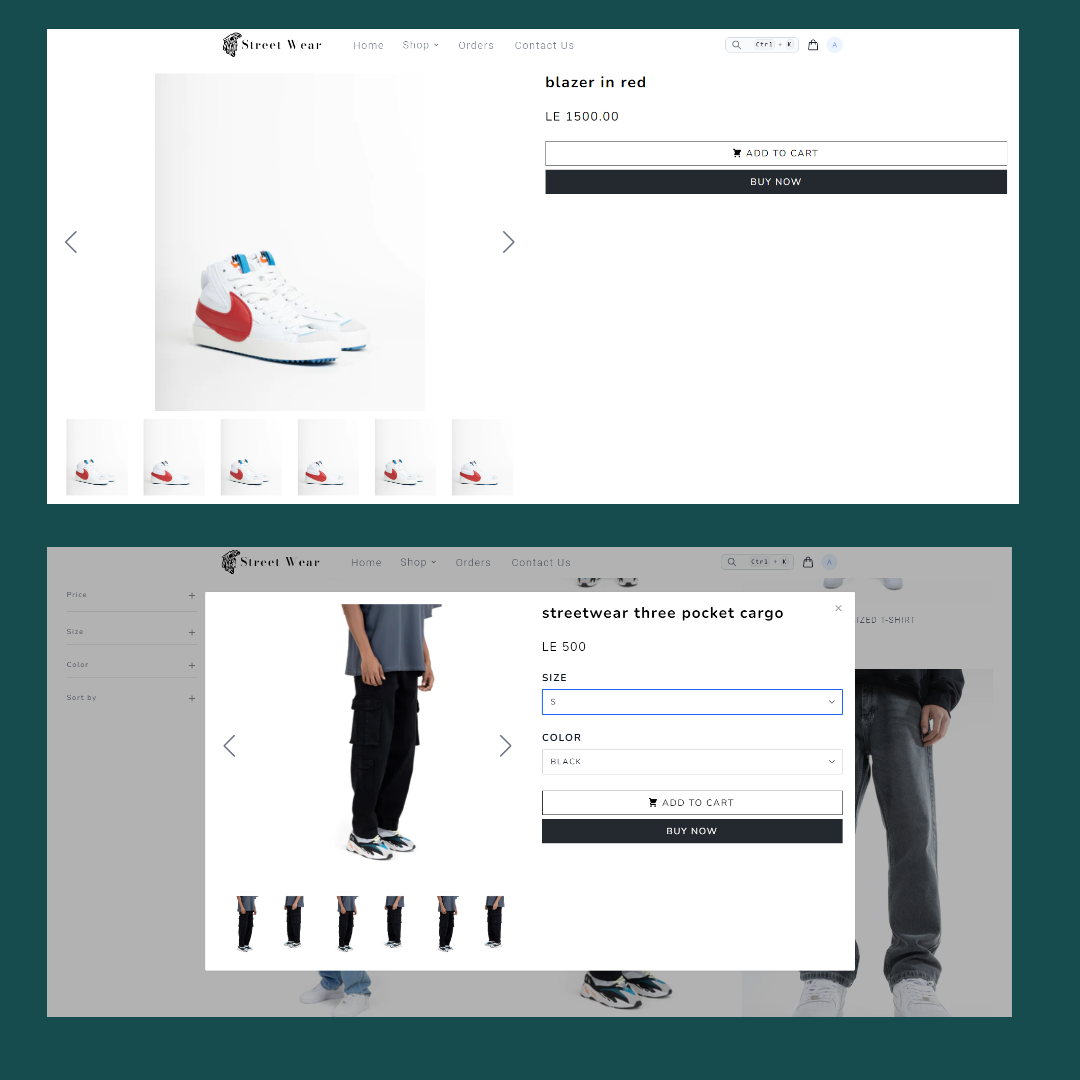 Street Wear Home Shop Orders Contact Us Ctrl + K A
blazer in red
LE 1500.00
ADD TO CART
BUY NOW
Street Wear Home Shop Orders Contact Us Ctrl + K A
Price +
Size +
Color +
Sort by +
IZED T-SHIRT
streetwear three pocket cargo ×
LE 500
SIZE
S
COLOR
BLACK
ADD TO CART
BUY NOW